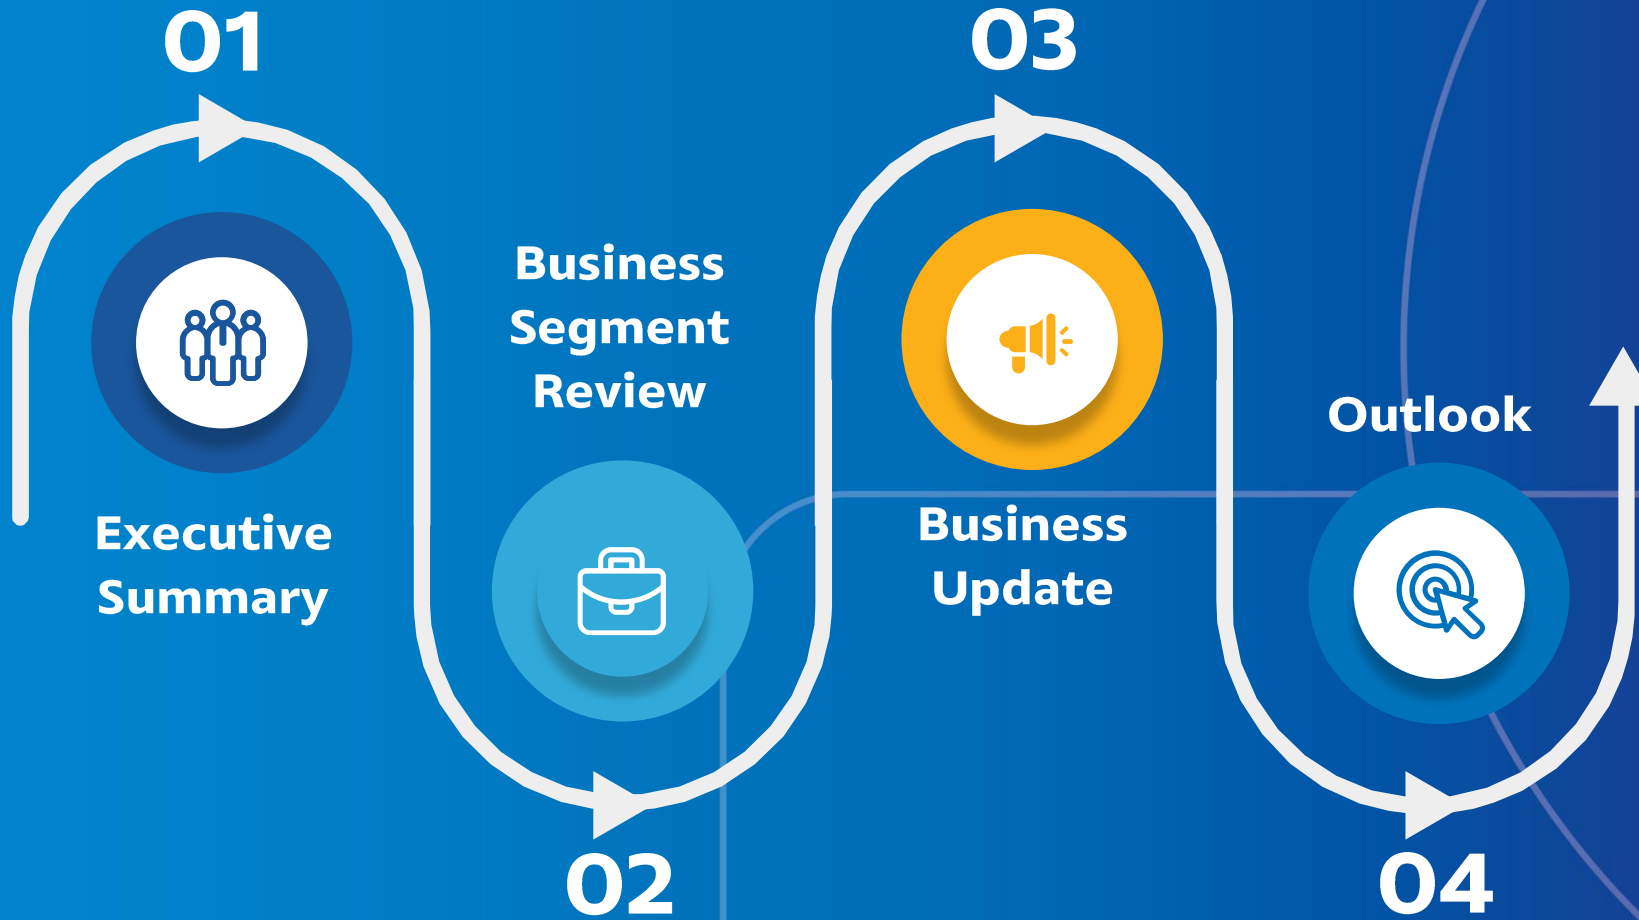 01
Executive
Summary
Business
Segment
Review
02
03
Business
Update
Outlook
04